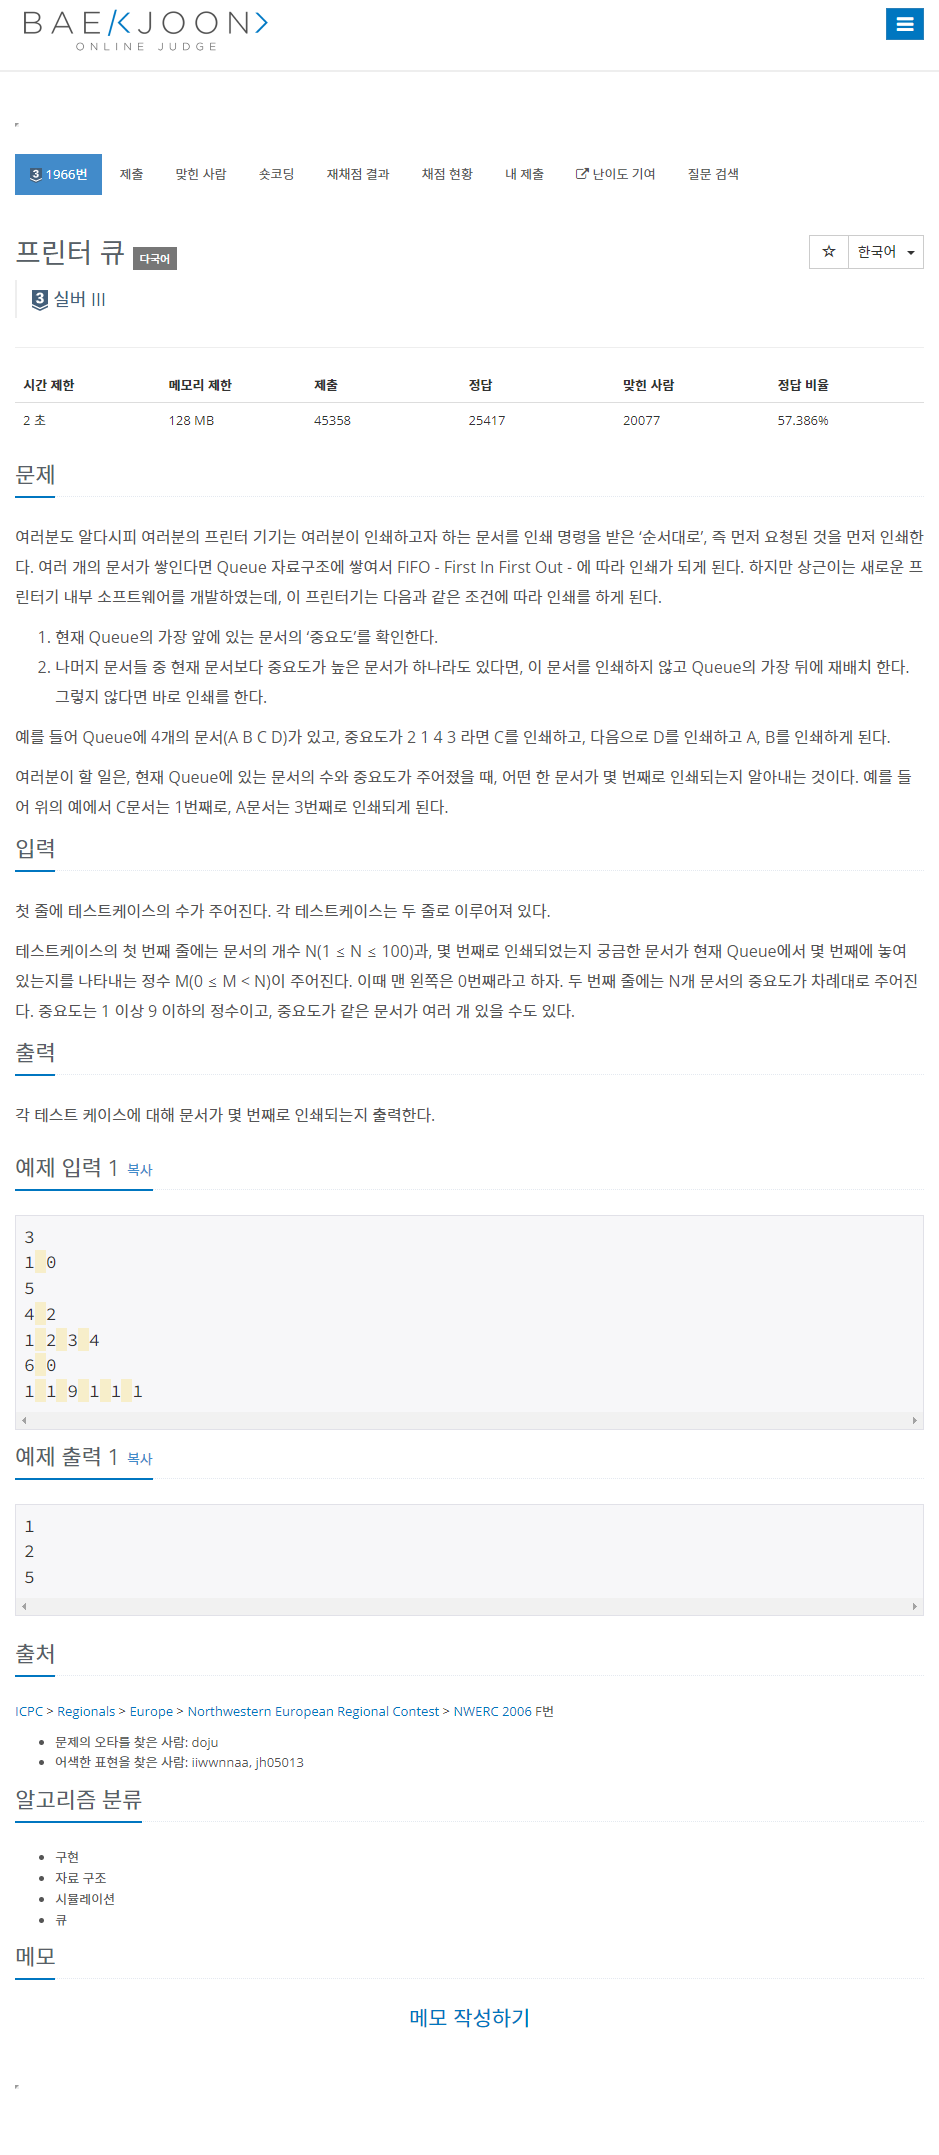 BAE/<JOON>
ONLINE JUDGE
3 1966번 제출 맞힌 사람 숏코딩 재채점 결과 채점 현황 내 제출 난이도 기여 질문 검색
프린터 큐 다국어
☆ 한국어
3 실버 III
시간 제한 메모리 제한 제출 정답 맞힌 사람 정답 비율
2 초 128 MB 45358 25417 20077 57.386%
문제
여러분도 알다시피 여러분의 프린터 기기는 여러분이 인쇄하고자 하는 문서를 인쇄 명령을 받은 ‘순서대로’, 즉 먼저 요청된 것을 먼저 인쇄한
다. 여러 개의 문서가 쌓인다면 Queue 자료구조에 쌓여서 FIFO - First In First Out - 에 따라 인쇄가 되게 된다. 하지만 상근이는 새로운 프
린터기 내부 소프트웨어를 개발하였는데, 이 프린터기는 다음과 같은 조건에 따라 인쇄를 하게 된다.
1. 현재 Queue의 가장 앞에 있는 문서의 ‘중요도’를 확인한다.
2. 나머지 문서들 중 현재 문서보다 중요도가 높은 문서가 하나라도 있다면, 이 문서를 인쇄하지 않고 Queue의 가장 뒤에 재배치 한다.
그렇지 않다면 바로 인쇄를 한다.
예를 들어 Queue에 4개의 문서(A B C D)가 있고, 중요도가 2 1 4 3 라면 C를 인쇄하고, 다음으로 D를 인쇄하고 A, B를 인쇄하게 된다.
여러분이 할 일은, 현재 Queue에 있는 문서의 수와 중요도가 주어졌을 때, 어떤 한 문서가 몇 번째로 인쇄되는지 알아내는 것이다. 예를 들
어 위의 예에서 C문서는 1번째로, A문서는 3번째로 인쇄되게 된다.
입력
첫 줄에 테스트케이스의 수가 주어진다. 각 테스트케이스는 두 줄로 이루어져 있다.
테스트케이스의 첫 번째 줄에는 문서의 개수 N(1 ≤ N ≤ 100)과, 몇 번째로 인쇄되었는지 궁금한 문서가 현재 Queue에서 몇 번째에 놓여
있는지를 나타내는 정수 M(0 ≤ M < N)이 주어진다. 이때 맨 왼쪽은 0번째라고 하자. 두 번째 줄에는 N개 문서의 중요도가 차례대로 주어진
다. 중요도는 1 이상 9 이하의 정수이고, 중요도가 같은 문서가 여러 개 있을 수도 있다.
출력
각 테스트 케이스에 대해 문서가 몇 번째로 인쇄되는지 출력한다.
예제 입력 1 복사
3
1 0
5
4 2
1 2 3 4
6 0
1 1 9 1 1 1
예제 출력 1 복사
1
2
5
출처
ICPC > Regionals > Europe > Northwestern European Regional Contest > NWERC 2006 F번
• 문제의 오타를 찾은 사람: doju
• 어색한 표현을 찾은 사람: iiwwnnaa, jh05013
알고리즘 분류
• 구현
• 자료 구조
• 시뮬레이션
• 큐
메모
메모 작성하기